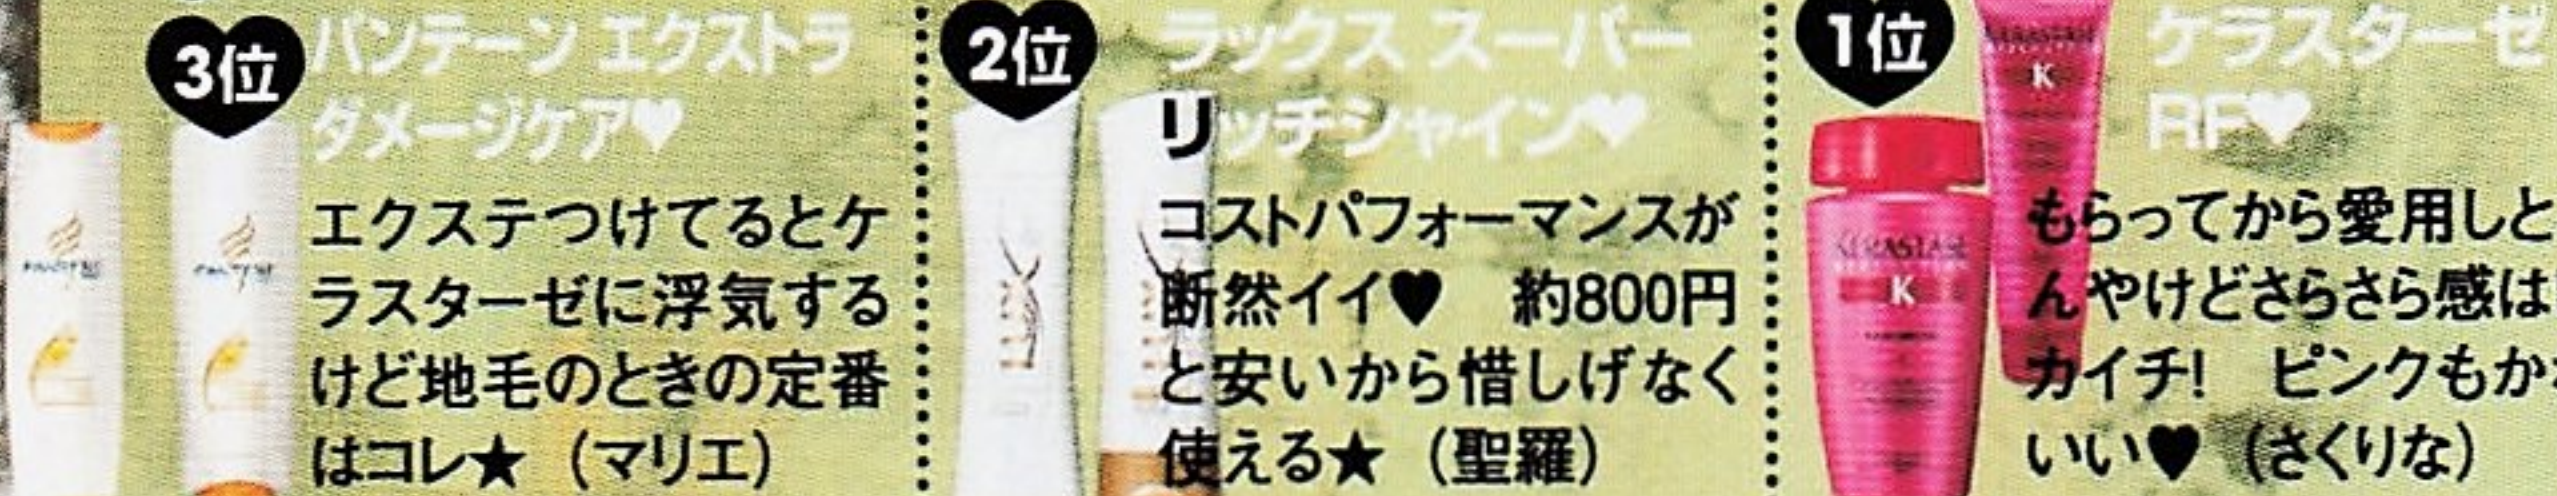 3位
パンテーン エクストラ
ダメージケア♥
エクステつけてるとケ
ラスターゼに浮気する
けど地毛のときの定番
はコレ★（マリエ）
2位
ラックス スーパー
リッチシャイン♥
コストパフォーマンスが
断然イイ♥　約800円
と安いから惜しげなく
使える★（聖羅）
LUX
1位
ケラスターゼ
RF♥
もらってから愛用しと
んやけどさらさら感は
カイチ!　ピンクもか
いい♥（さくりな）
KERASTASE
K
KERASTASE
K